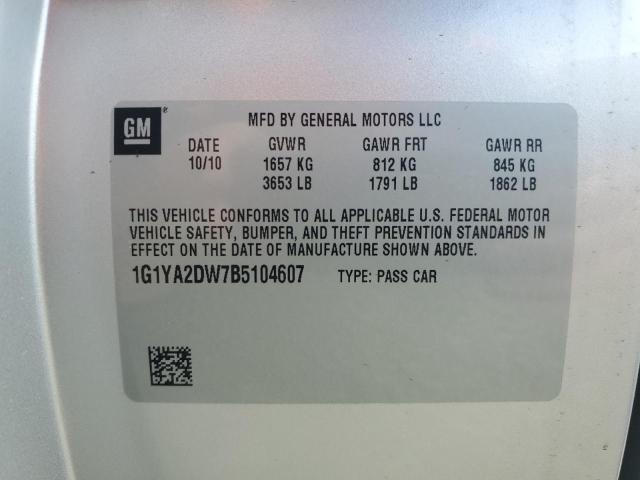 GM
MFD BY GENERAL MOTORS LLC
DATE GVWR GAWR FRT GAWR RR
10/10 1657 KG 812 KG 845 KG
3653 LB 1791 LB 1862 LB
THIS VEHICLE CONFORMS TO ALL APPLICABLE U.S. FEDERAL MOTOR
VEHICLE SAFETY, BUMPER, AND THEFT PREVENTION STANDARDS IN
EFFECT ON THE DATE OF MANUFACTURE SHOWN ABOVE.
1G1YA2DW7B5104607 TYPE: PASS CAR